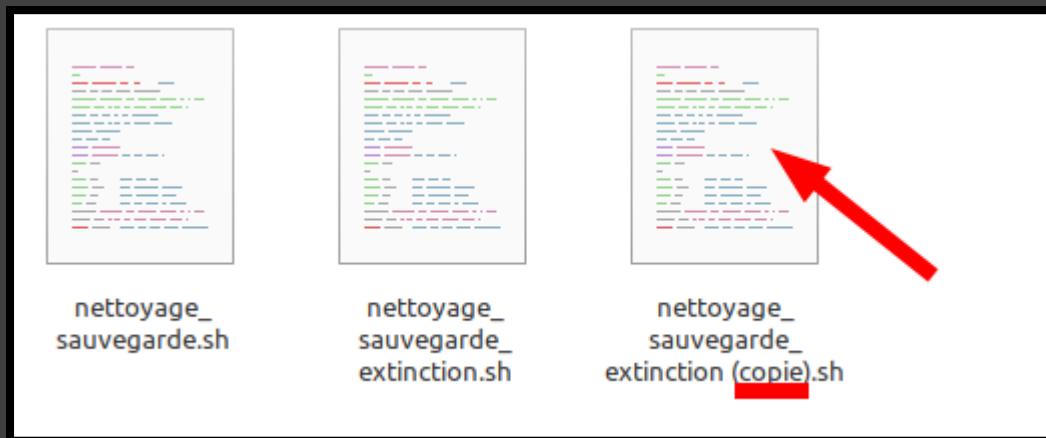 nettoyage_
sauvegarde.sh
nettoyage_
sauvegarde_
extinction.sh
nettoyage_
sauvegarde_
extinction (copie).sh